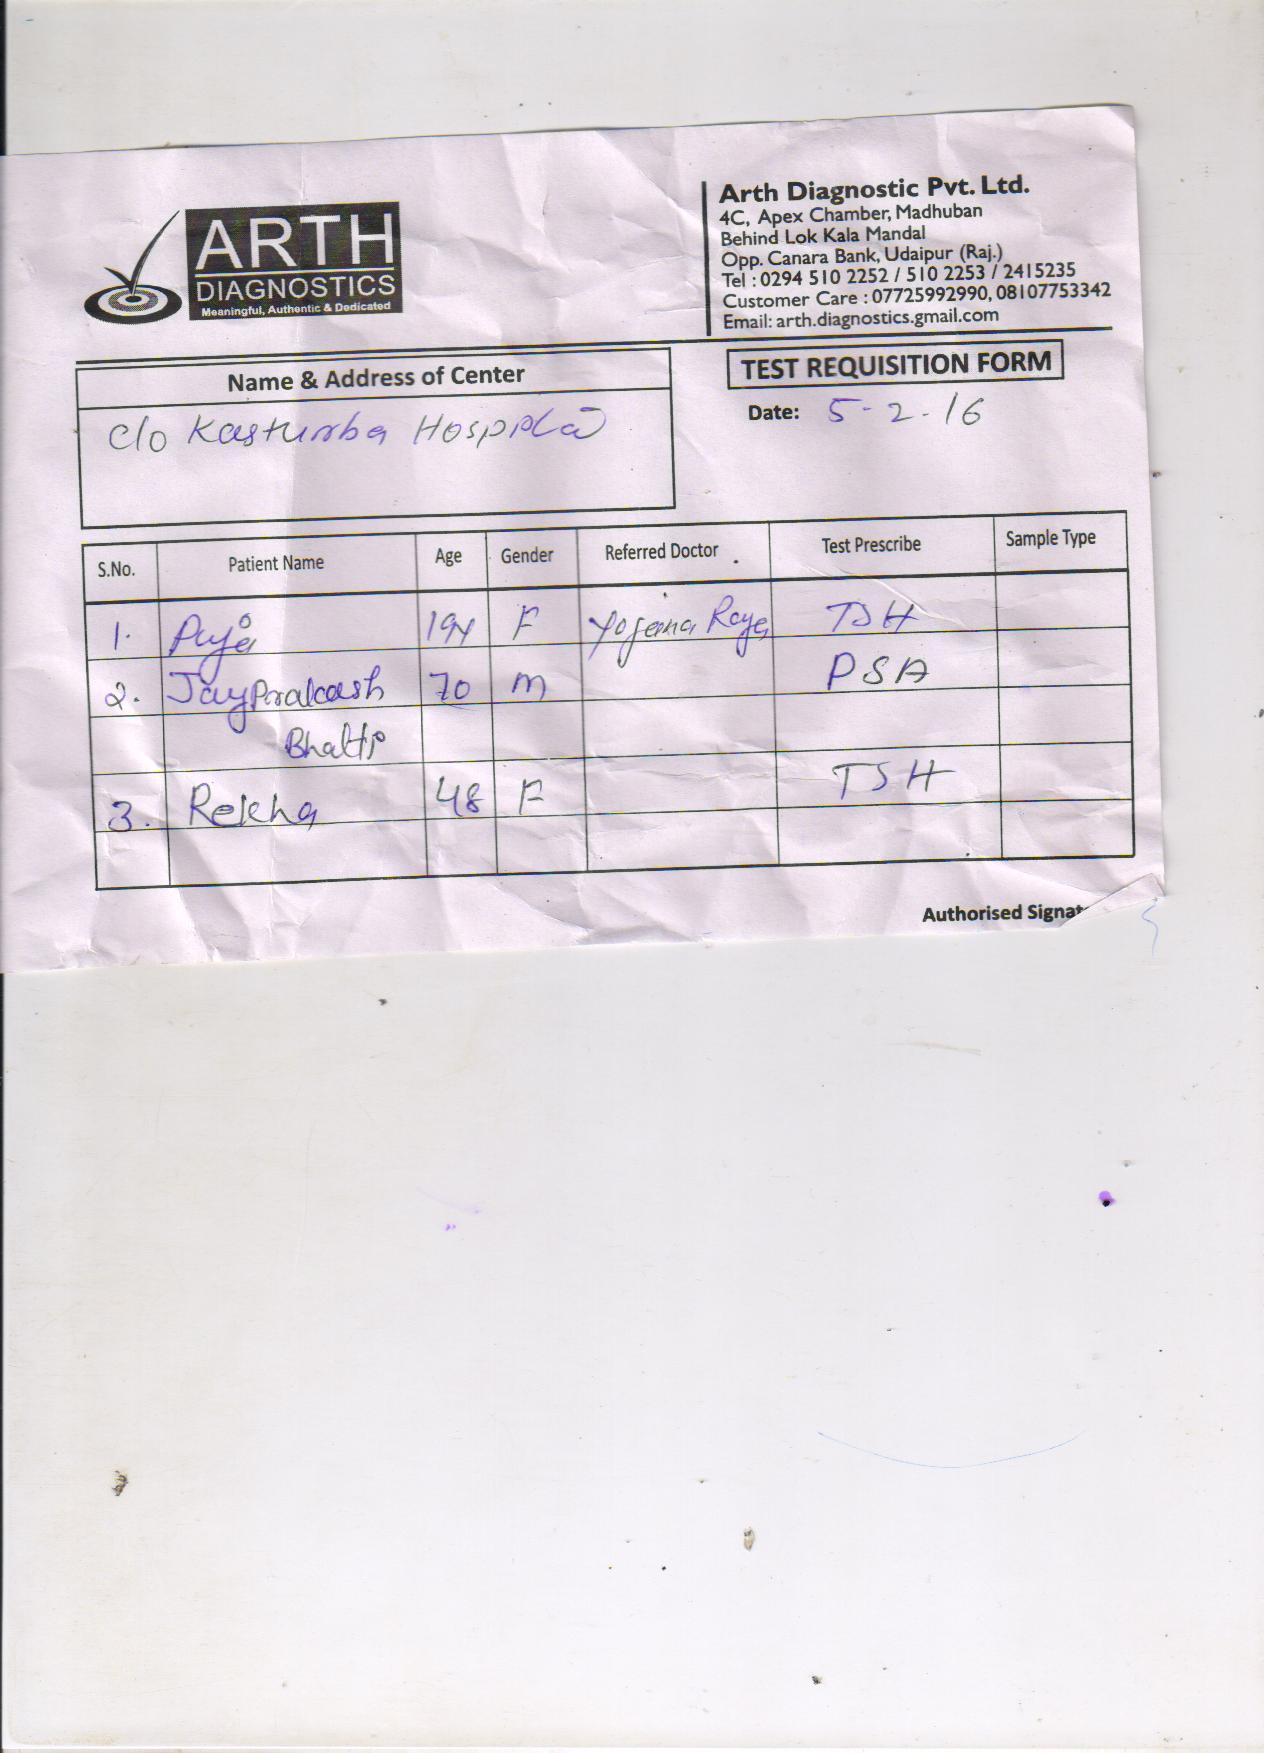 ARTH
DIAGNOSTICS
Meaningful, Authentic & Dedicated
Arth Diagnostic Pvt. Ltd.
4C, Apex Chamber, Madhuban
Behind Lok Kala Mandal
Opp. Canara Bank, Udaipur (Raj.)
Tel : 0294 510 2252 / 510 2253 / 2415235
Customer Care : 07725992990, 08107753342
Email: arth.diagnostics.gmail.com
Name & Address of Center
TEST REQUISITION FORM
Date: 5-2-16
c/o Kasturba
S.No. Patient Name Age Gender Referred Doctor Test Prescribe Sample Type
1. Puja 19y F TSH
2. JayPrakash 70 M PSA
3. Rekha 48 F TSH
Authorised